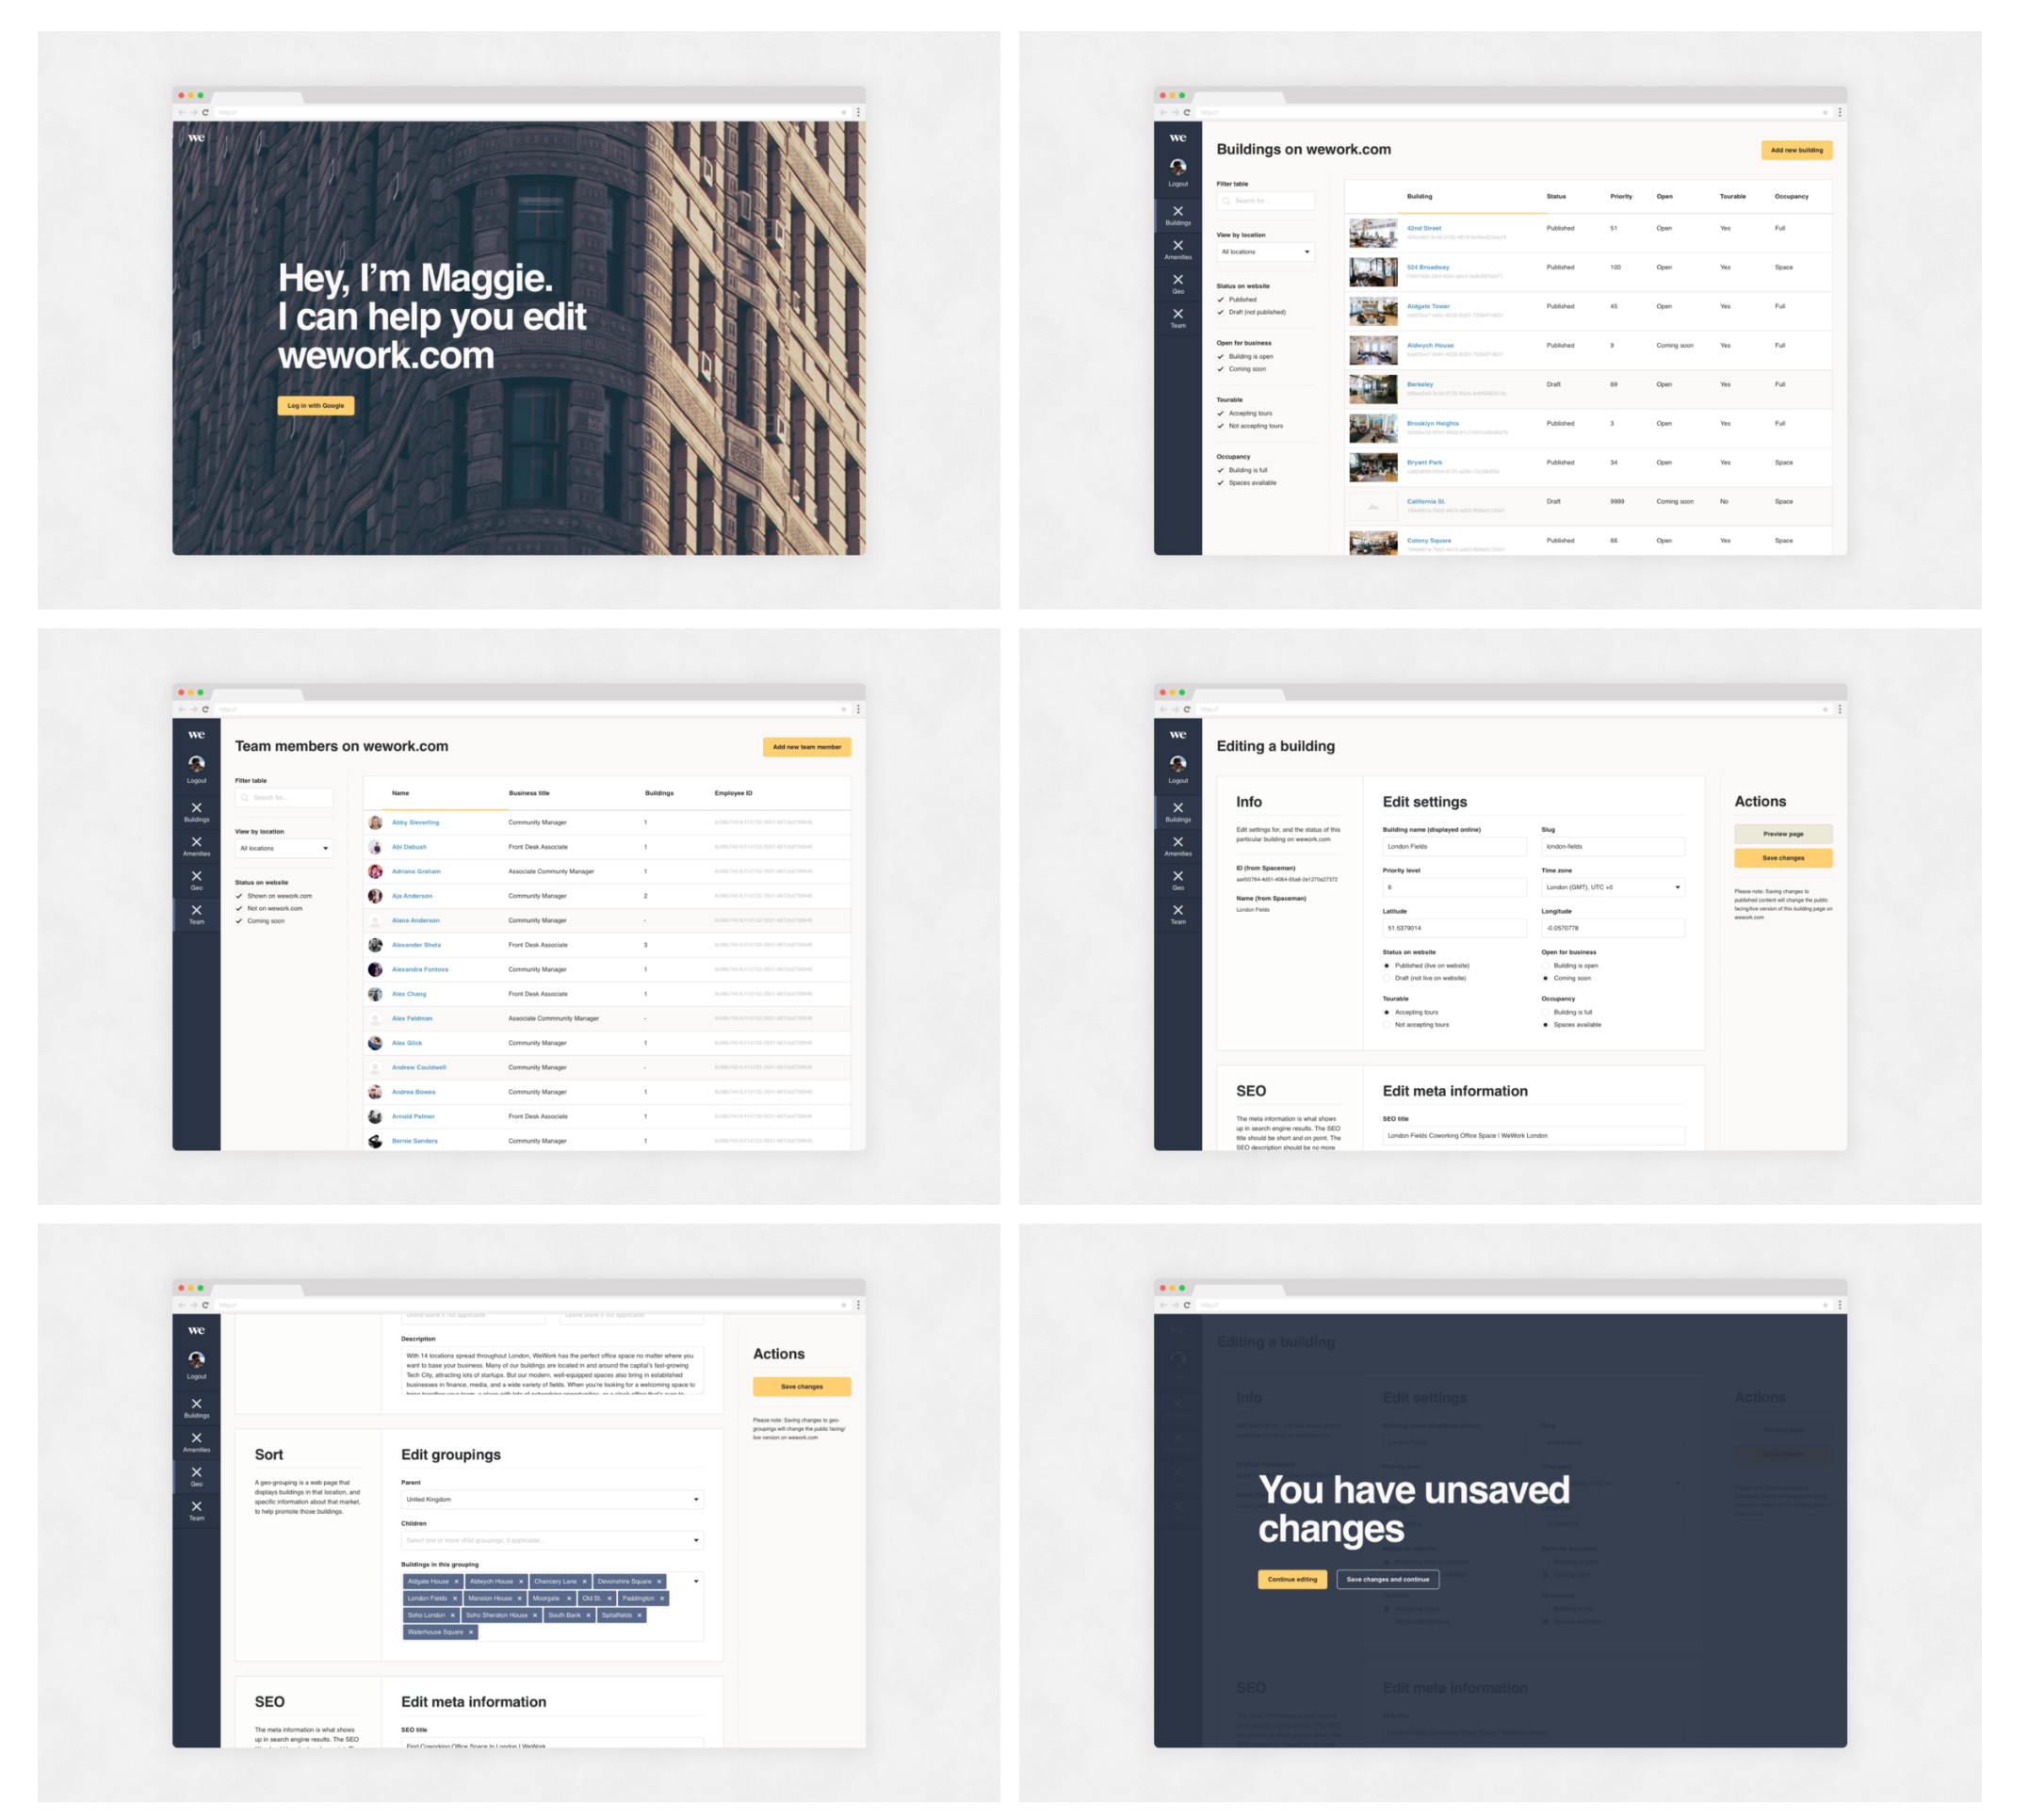 http://
we
Hey, I'm Maggie.
I can help you edit
wework.com
Log in with Google
http://
we
Logout
Buildings
Amenities
Geo
Team
Buildings on wework.com
Add new building
Filter table
Search for...
View by location
All locations
Status on website
Published
Draft (not published)
Open for business
Building is open
Coming soon
Tourable
Accepting tours
Not accepting tours
Occupancy
Building is full
Spaces available
Building Status Priority Open Tourable Occupancy
42nd Street Published 51 Open Yes Full
524 Broadway Published 100 Open Yes Space
Aldgate Tower Published 45 Open Yes Full
Aldwych House Published 9 Coming soon Yes Full
Berkeley Draft 69 Open Yes Full
Brooklyn Heights Published 3 Open Yes Full
Bryant Park Published 34 Open Yes Space
California St. Draft 9999 Coming soon No Space
Colony Square Published 66 Open Yes Space
http://
we
Logout
Buildings
Amenities
Geo
Team
Team members on wework.com
Add new team member
Filter table
Search for...
View by location
All locations
Status on website
Shown on wework.com
Not on wework.com
Coming soon
Name Business title Buildings Employee ID
Abby Sieverling Community Manager 1
Abi Dabush Front Desk Associate 1
Adriana Graham Associate Communty Manager 1
Aja Anderson Community Manager 2
Alana Anderson Community Manager -
Alexander Sheta Front Desk Associate 3
Alexandra Fontova Community Manager 1
Alex Chang Front Desk Associate 1
Alex Feldman Associate Commnunity Manager -
Alex Glick Community Manager 1
Andrew Couldwell Community Manager -
Andrea Bowes Community Manager 1
Arnold Palmer Front Desk Associate 1
Bernie Sanders Community Manager 1
http://
we
Logout
Buildings
Amenities
Geo
Team
Editing a building
Info
Edit settings for, and the status of this
particular building on wework.com
ID (from Spaceman)
Name (from Spaceman)
London Fields
Edit settings
Building name (displayed online) Slug
London Fields london-fields
Priority level Time zone
6 London (GMT), UTC +0
Latitude Longitude
51.5379014 -0.0570778
Status on website Open for business
Published (live on website) Building is open
Draft (not live on website) Coming soon
Tourable Occupancy
Accepting tours Building is full
Not accepting tours Spaces available
Actions
Preview page
Save changes
Please note: Saving changes to
published content will change the public
facing/live version of this building page on
wework.com
SEO
The meta information is what shows
up in search engine results. The SEO
title should be short and on point. The
SEO description should be no more
Edit meta information
SEO title
London Fields Coworking Office Space | WeWork London
http://
we
Logout
Buildings
Amenities
Geo
Team
Leave blank if not applicable Leave blank if not applicable
Description
With 14 locations spread throughout London, WeWork has the perfect office space no matter where you
want to base your business. Many of our buildings are located in and around the capital's fast-growing
Tech City, attracting lots of startups. But our modern, well-equipped spaces also bring in established
businesses in finance, media, and a wide variety of fields. When you're looking for a welcoming space to
Actions
Save changes
Please note: Saving changes to geo-
groupings will change the public facing/
live version on wework.com
Sort
A geo-grouping is a web page that
displays buildings in that location, and
specific information about that market,
to help promote those buildings.
Edit groupings
Parent
United Kingdom
Children
Select one or more child groupings, if applicable...
Buildings in this grouping
Aldgate House × Aldwych House × Chancery Lane × Devonshire Square ×
London Fields × Mansion House × Moorgate × Old St. × Paddington ×
Soho London × Soho Sheraton House × South Bank × Spitalfields ×
Waterhouse Square ×
SEO
The meta information is what shows
up in search engine results. The SEO
Edit meta information
SEO title
Find Coworking Office Space In London | WeWork
http://
Editing a building
Info
Edit settings
Actions
You have unsaved
changes
Continue editing
Save changes and continue
SEO
Edit meta information